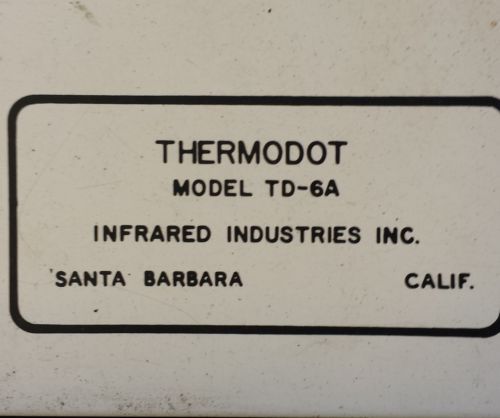 THERMODOT
MODEL TD-6A
INFRARED INDUSTRIES INC.
SANTA BARBARA CALIF.